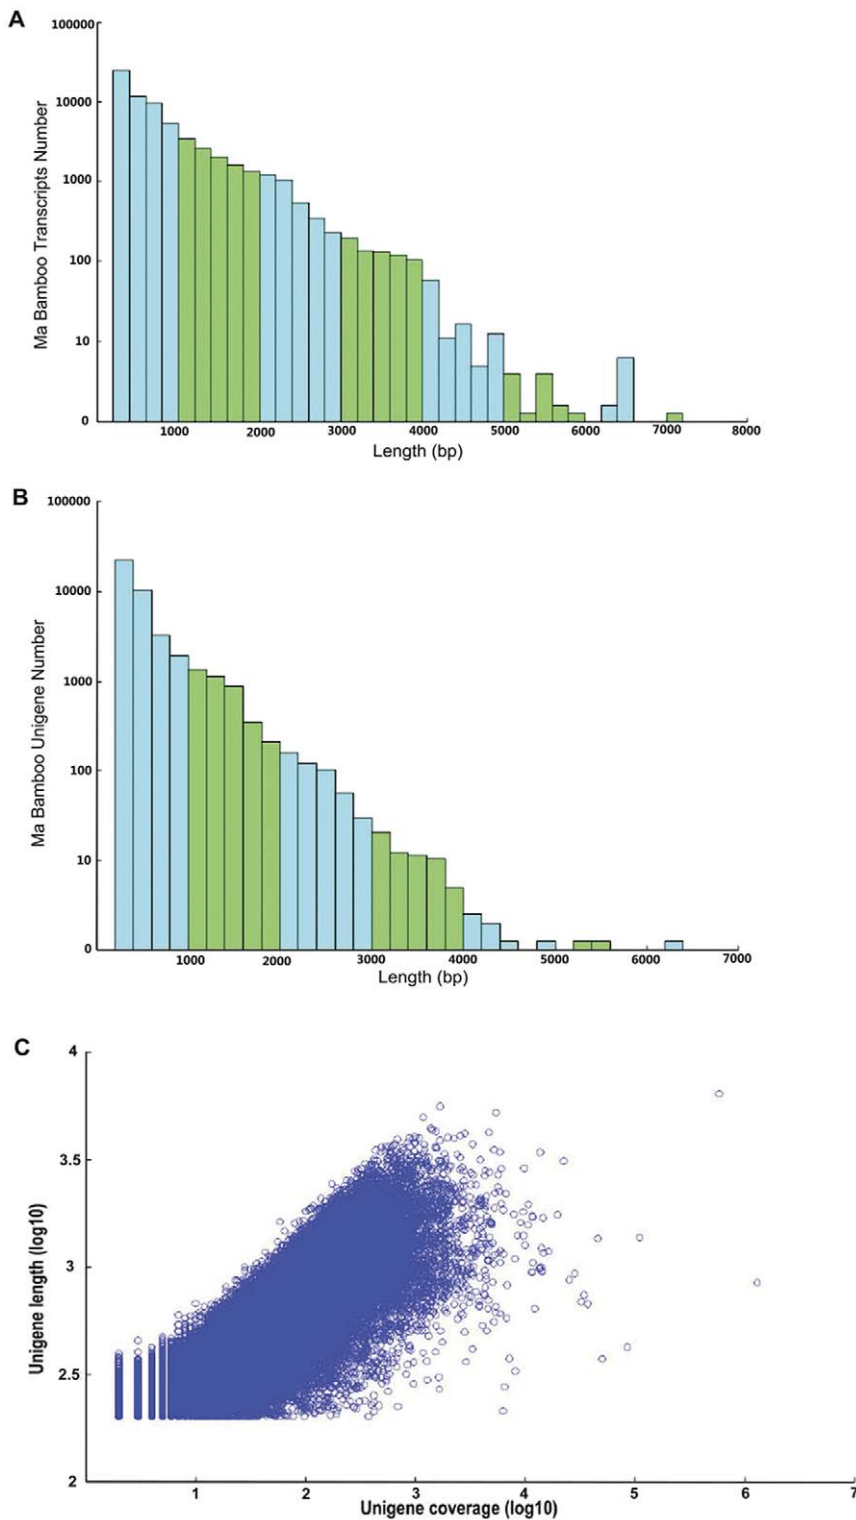 A
100000
10000
1000
100
10
0
Ma Bamboo Transcripts Number
1000 2000 3000 4000 5000 6000 7000 8000
Length (bp)
B
100000
10000
1000
100
10
0
Ma Bamboo Unigene Number
1000 2000 3000 4000 5000 6000 7000
Length (bp)
C
4
3.5
3
2.5
2
Unigene length (log10)
1 2 3 4 5 6 7
Unigene coverage (log10)